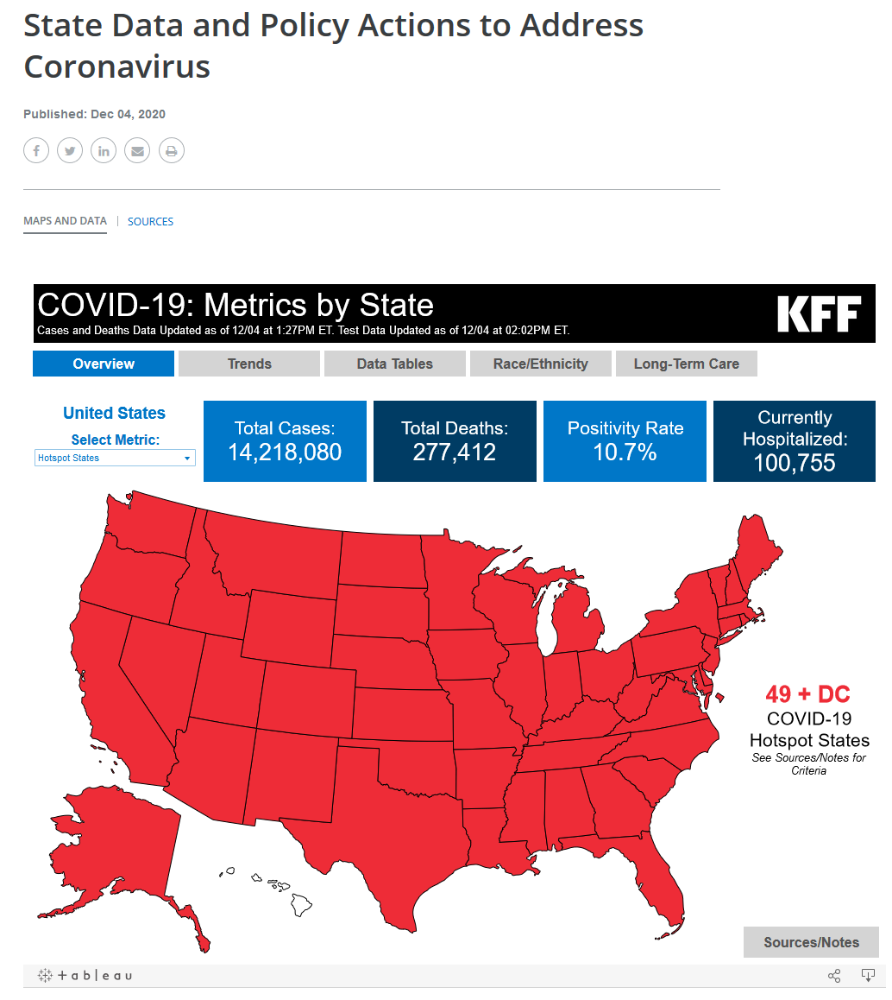 State Data and Policy Actions to Address
Coronavirus
Published: Dec 04, 2020
MAPS AND DATA | SOURCES
COVID-19: Metrics by State
KFF
Cases and Deaths Data Updated as of 12/04 at 1:27PM ET. Test Data Updated as of 12/04 at 02:02PM ET.
Overview
Trends
Data Tables
Race/Ethnicity
Long-Term Care
United States
Select Metric:
Hotspot States
Total Cases:
14,218,080
Total Deaths:
277,412
Positivity Rate
10.7%
Currently
Hospitalized:
100,755
49 + DC
COVID-19
Hotspot States
See Sources/Notes for
Criteria
Sources/Notes
+ableau